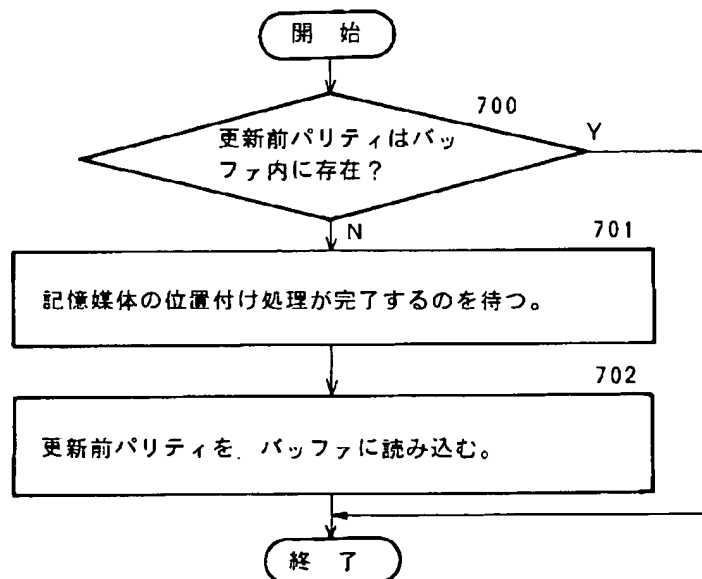 開 始
700
更新前パリティはバッ
ファ内に存在？
Y
N
701
記憶媒体の位置付け処理が完了するのを待つ。
702
更新前パリティを、バッファに読み込む。
終 了